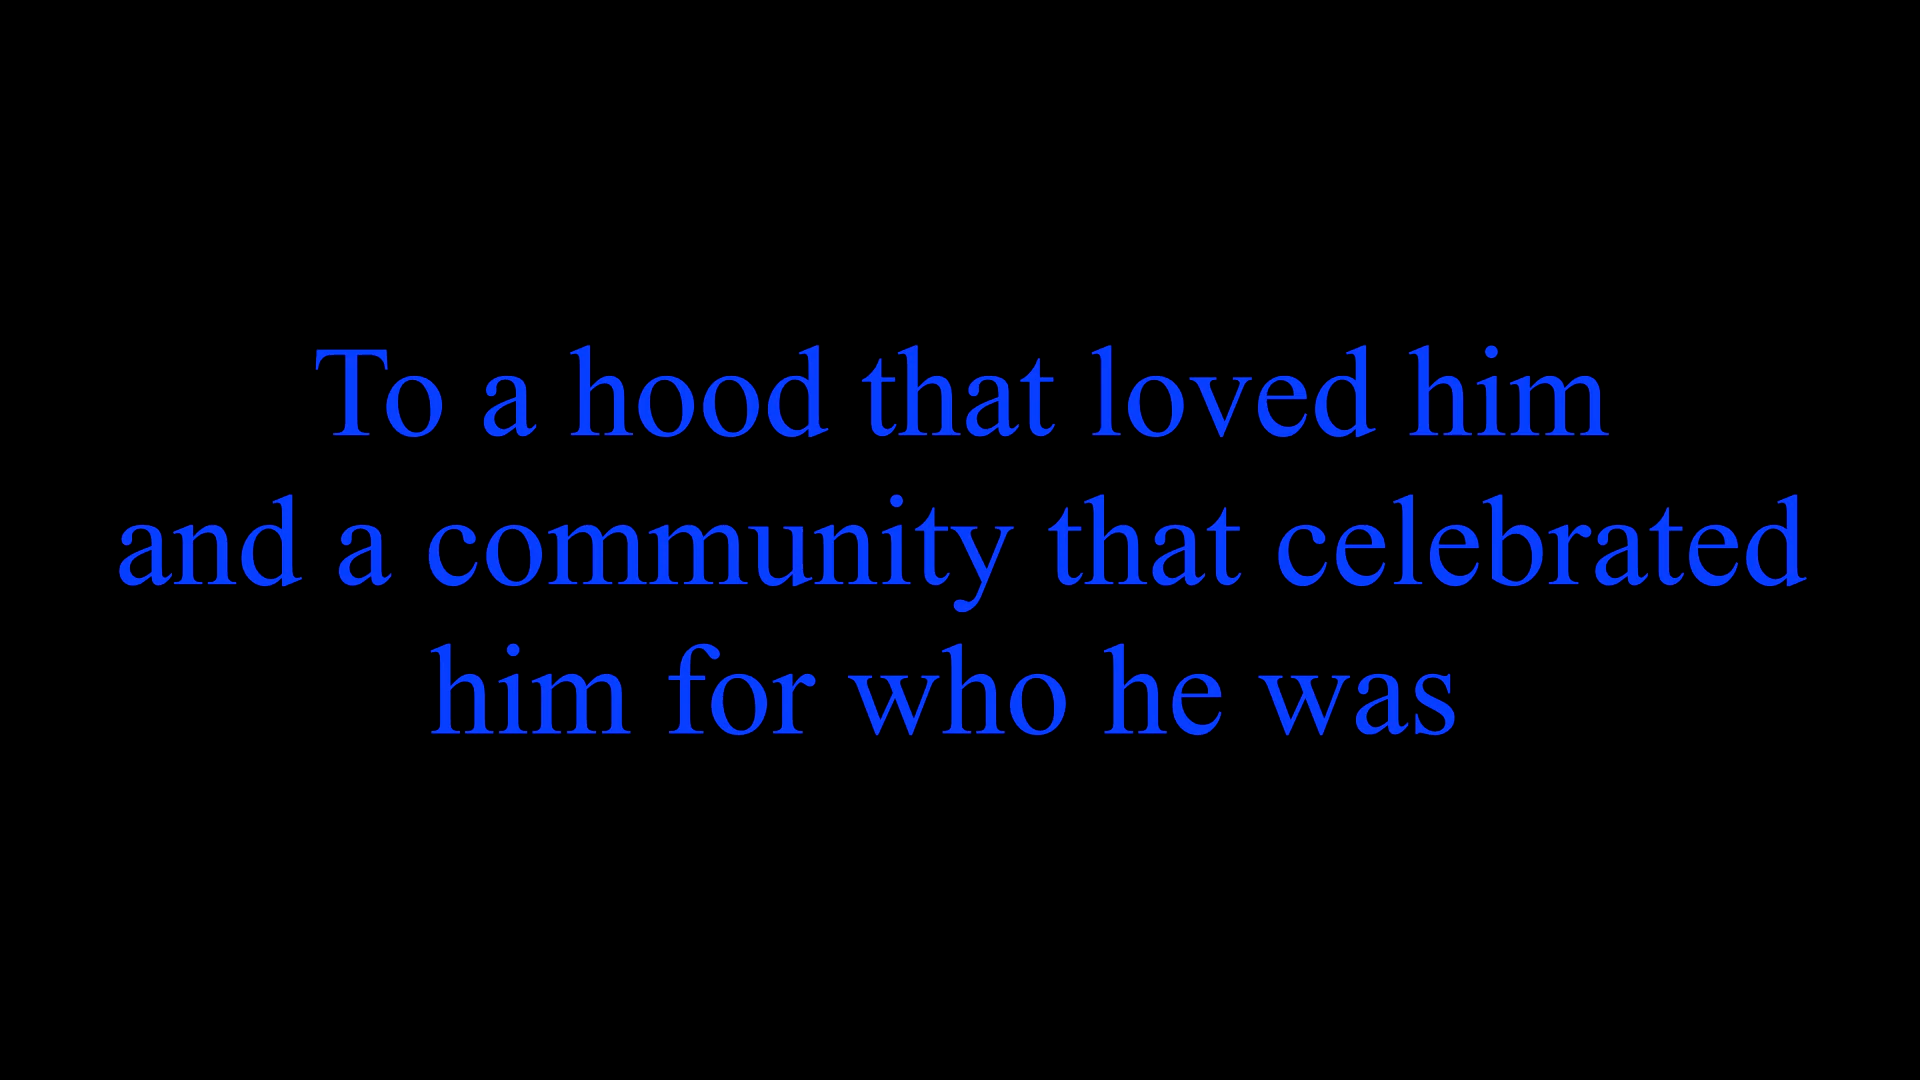 To a hood that loved him
and a community that celebrated
him for who he was